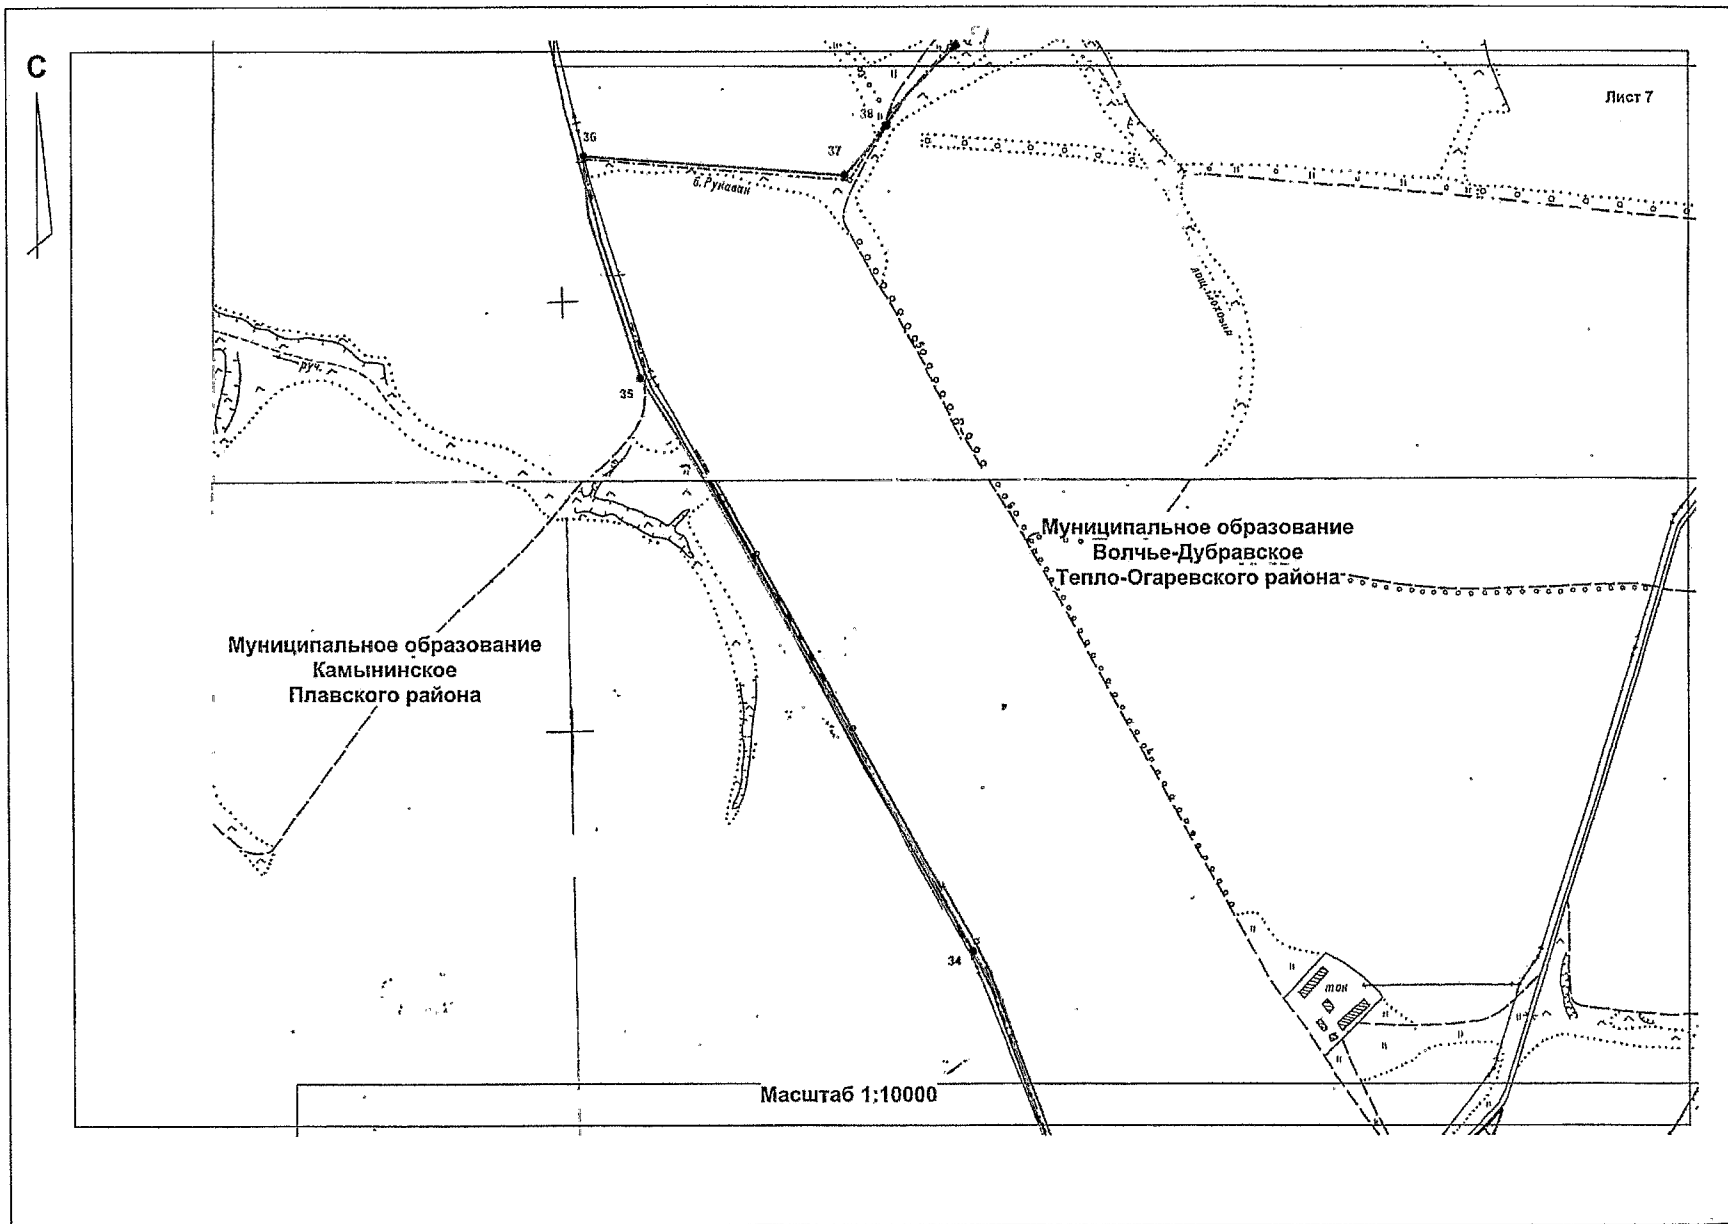 С
Лист 7
36
38
37
б. Рукаван
35
руч.
Муниципальное образование
Волчье-Дубравское
Тепло-Огаревского района
Муниципальное образование
Камынинское
Плавского района
34
ток
Масштаб 1:10000